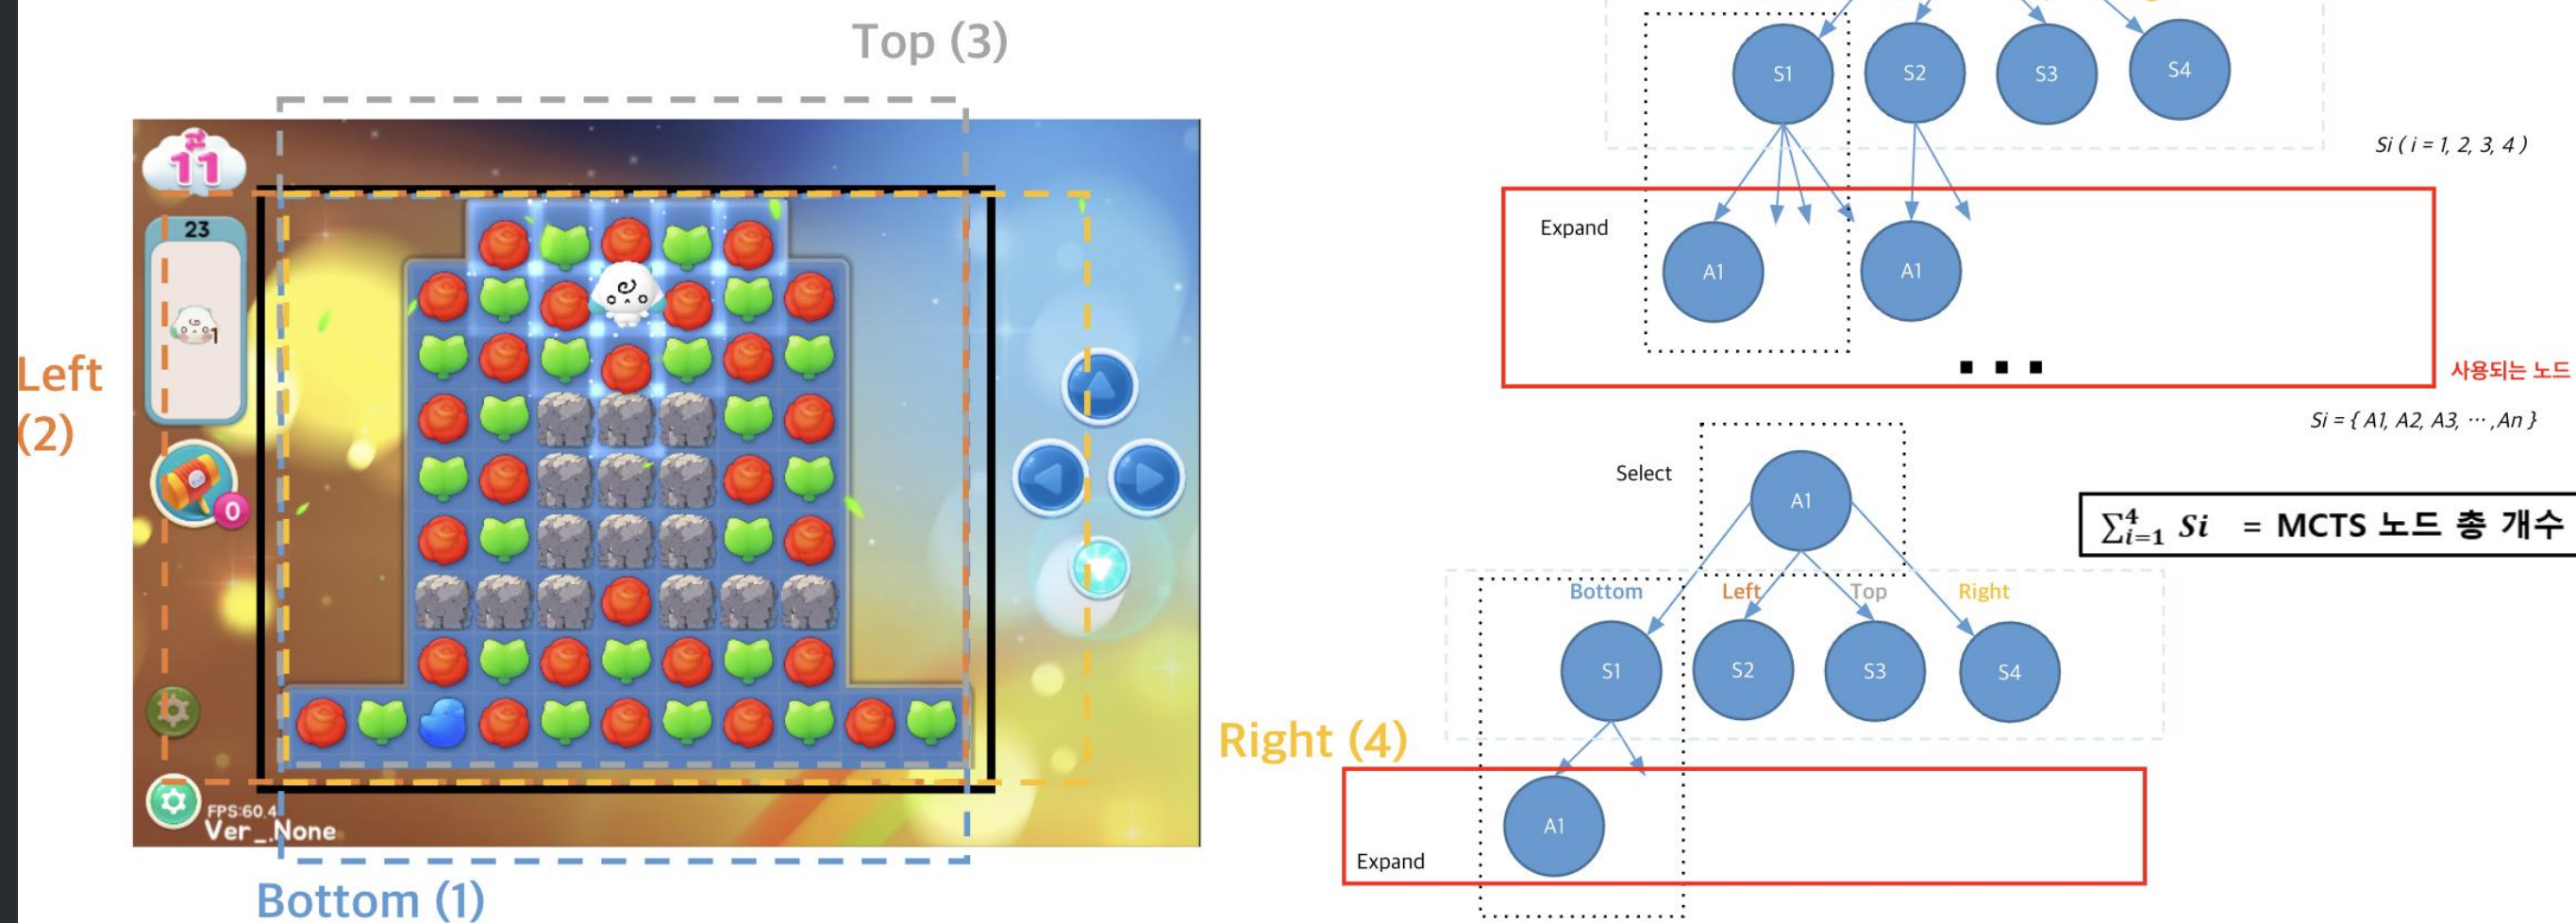 Top (3)
11
23
1
Left
(2)
0
FPS:60.4
Ver_.None
Bottom (1)
Right (4)
S1
S2
S3
S4
Si ( i = 1, 2, 3, 4 )
Expand
A1
A1
...
사용되는 노드
Si = { A1, A2, A3, ⋯ ,An }
Select
A1
∑⁴ᵢ₌₁ Si = MCTS 노드 총 개수
Bottom
Left
Top
Right
S1
S2
S3
S4
A1
Expand